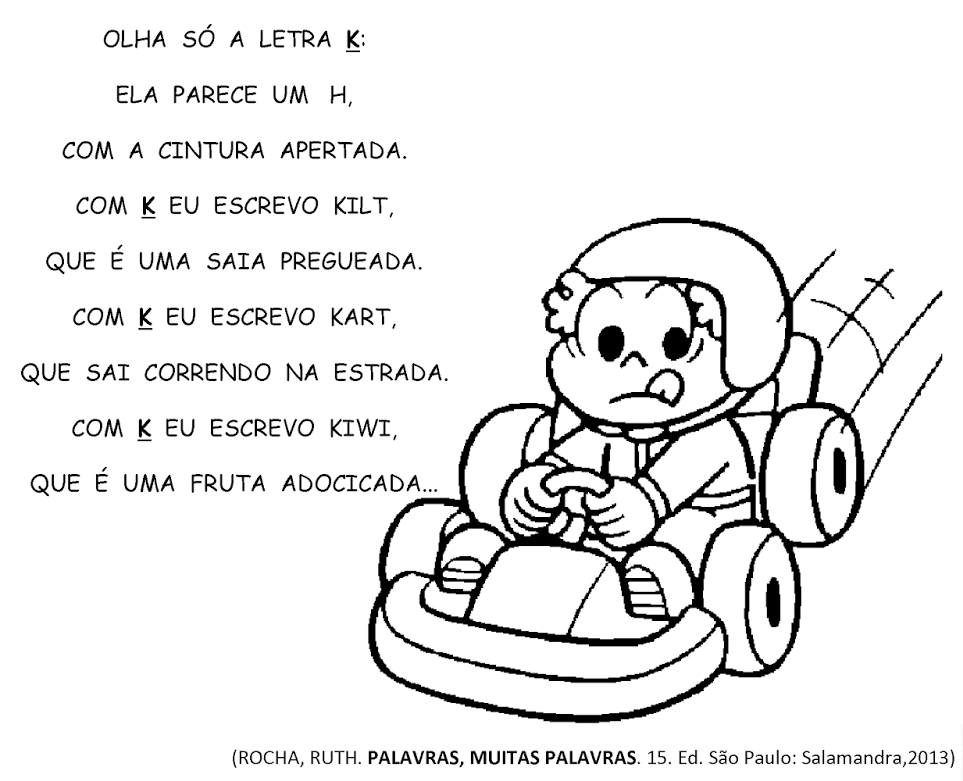 OLHA SÓ A LETRA K:
ELA PARECE UM H,
COM A CINTURA APERTADA.
COM K EU ESCREVO KILT,
QUE É UMA SAIA PREGUEADA.
COM K EU ESCREVO KART,
QUE SAI CORRENDO NA ESTRADA.
COM K EU ESCREVO KIWI,
QUE É UMA FRUTA ADOCICADA...
(ROCHA, RUTH. PALAVRAS, MUITAS PALAVRAS. 15. Ed. São Paulo: Salamandra,2013)